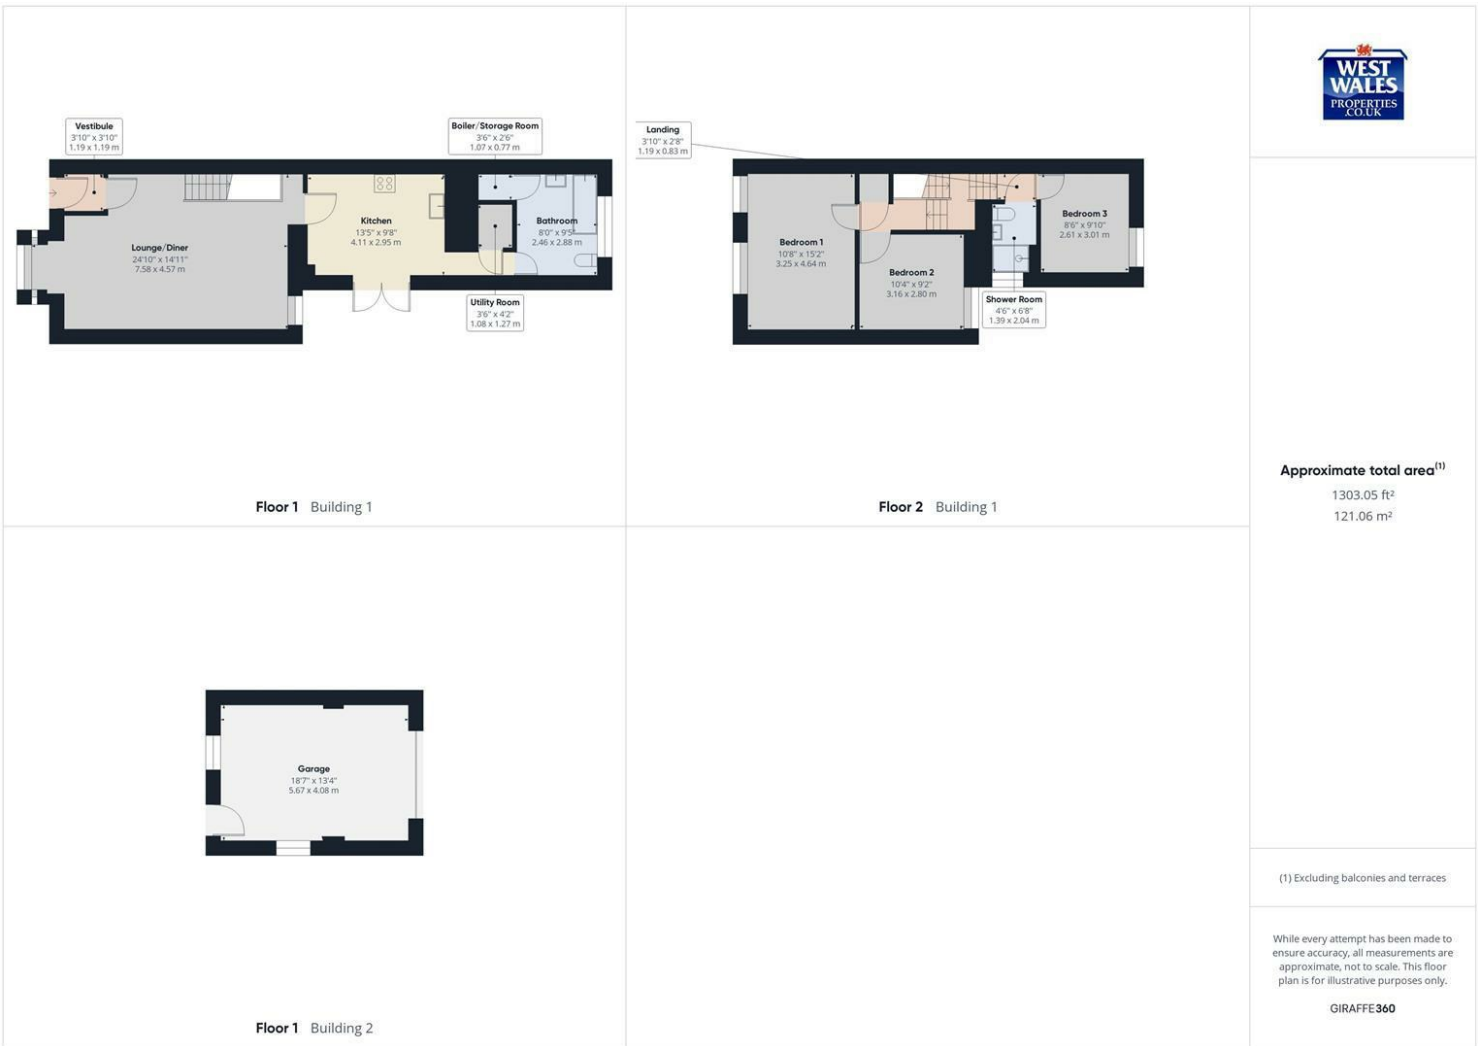 Vestibule
3'10" x 3'10"
1.19 x 1.19 m
Boiler/Storage Room
3'6" x 2'6"
1.07 x 0.77 m
Lounge/Diner
24'10" x 14'11"
7.58 x 4.57 m
Kitchen
13'5" x 9'8"
4.11 x 2.95 m
Bathroom
8'0" x 9'5"
2.46 x 2.88 m
Utility Room
3'6" x 4'2"
1.08 x 1.27 m
Floor 1 Building 1
Landing
3'10" x 2'8"
1.19 x 0.83 m
Bedroom 1
10'8" x 15'2"
3.25 x 4.64 m
Bedroom 2
10'4" x 9'2"
3.16 x 2.80 m
Bedroom 3
8'6" x 9'10"
2.61 x 3.01 m
Shower Room
4'6" x 6'8"
1.39 x 2.04 m
Floor 2 Building 1
Garage
18'7" x 13'4"
5.67 x 4.08 m
Floor 1 Building 2
WEST
WALES
PROPERTIES
.CO.UK
Approximate total area(1)
1303.05 ft²
121.06 m²
(1) Excluding balconies and terraces
While every attempt has been made to
ensure accuracy, all measurements are
approximate, not to scale. This floor
plan is for illustrative purposes only.
GIRAFFE360